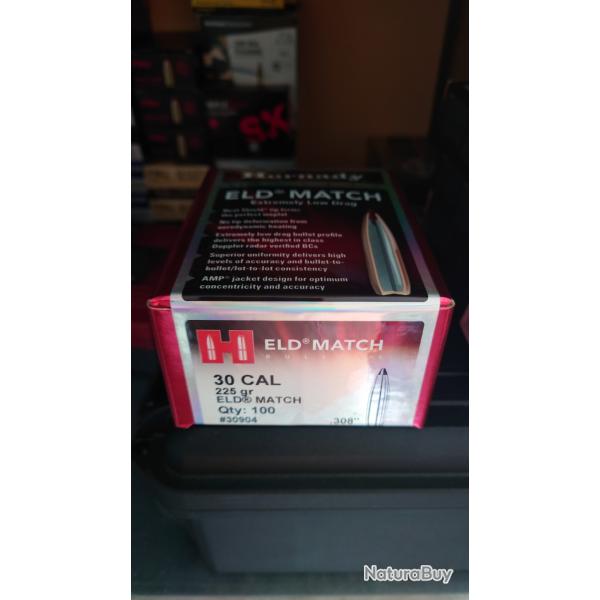 Hornady
ELD® MATCH
Extremely Low Drag
Heat Shield® tip forms
the perfect meplat
No tip deformation from
aerodynamic heating
Extremely low drag bullet profile
delivers the highest in class
Doppler radar verified BCs
Superior uniformity delivers high
levels of accuracy and bullet-to-
bullet/lot-to-lot consistency
AMP® jacket design for optimum
concentricity and accuracy
H ELD® MATCH
30 CAL
225 gr
ELD® MATCH
Qty: 100
#30904
.308"
NaturaBuy